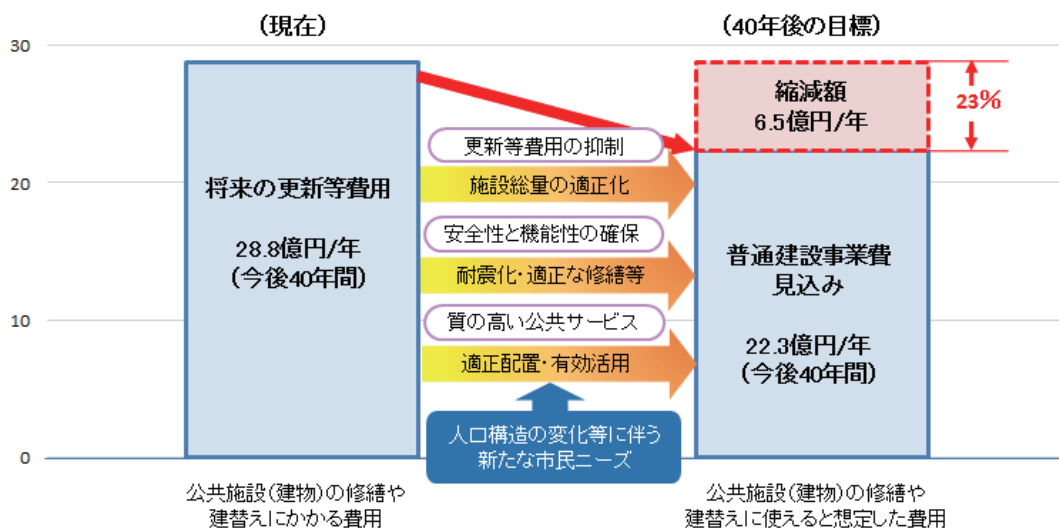 (現在)
(40年後の目標)
30
20
10
0
将来の更新等費用
28.8億円/年
(今後40年間)
更新等費用の抑制
施設総量の適正化
安全性と機能性の確保
耐震化・適正な修繕等
質の高い公共サービス
適正配置・有効活用
人口構造の変化等に伴う
新たな市民ニーズ
縮減額
6.5億円/年
23%
普通建設事業費
見込み
22.3億円/年
(今後40年間)
公共施設(建物)の修繕や
建替えにかかる費用
公共施設(建物)の修繕や
建替えに使えると想定した費用